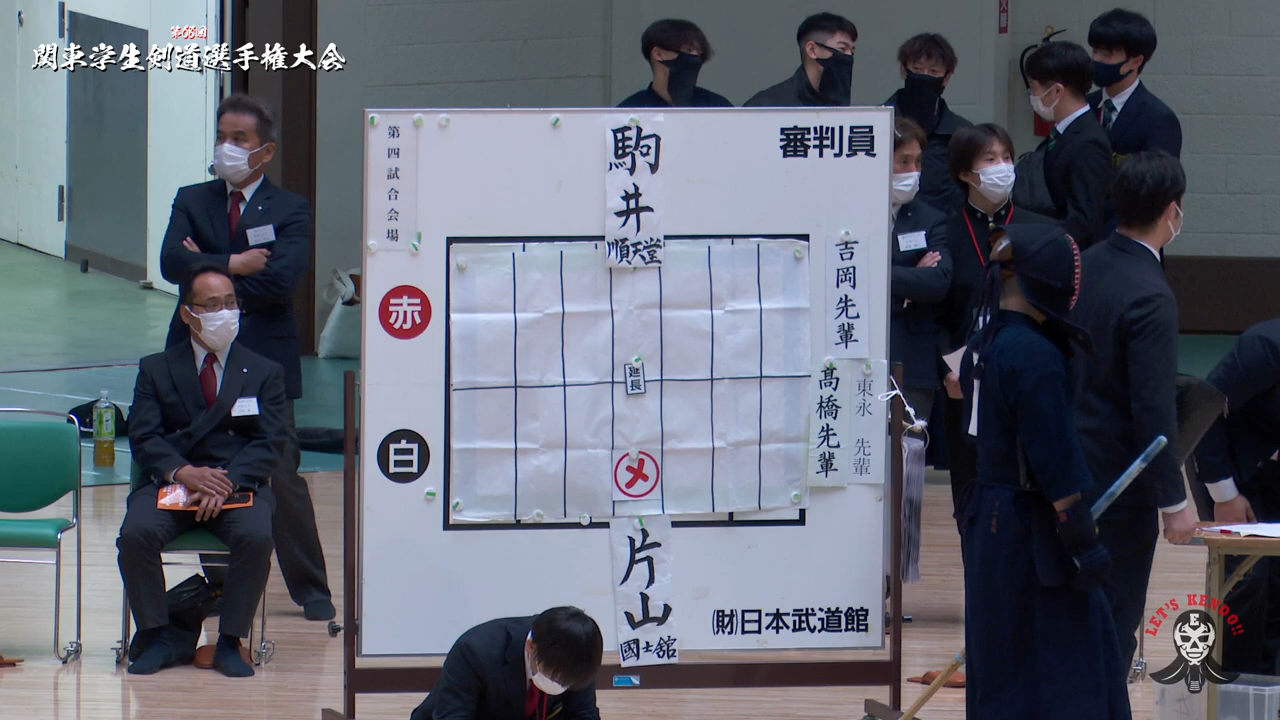 第68回
関東学生剣道選手権大会
第四試合会場
駒井
順天堂
審判員
吉岡先輩
髙橋先輩
東永 先輩
赤
延長
白
メ
片山
國士舘
(財)日本武道館
LET'S KENDO!!
E